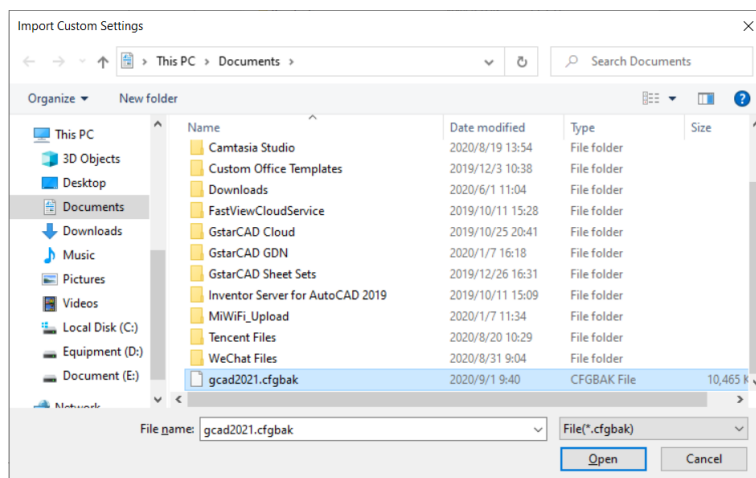 Import Custom Settings
This PC > Documents >
Search Documents
Organize New folder
Name Date modified Type Size
This PC
3D Objects
Desktop
Documents
Downloads
Music
Pictures
Videos
Local Disk (C:)
Equipment (D:)
Document (E:)
Network
Camtasia Studio 2020/8/19 13:54 File folder
Custom Office Templates 2019/12/3 10:38 File folder
Downloads 2020/6/1 11:04 File folder
FastViewCloudService 2019/10/11 15:28 File folder
GstarCAD Cloud 2019/10/25 20:41 File folder
GstarCAD GDN 2020/1/7 16:18 File folder
GstarCAD Sheet Sets 2019/12/26 16:31 File folder
Inventor Server for AutoCAD 2019 2019/10/11 15:09 File folder
MiWiFi_Upload 2020/1/7 11:34 File folder
Tencent Files 2020/8/20 10:29 File folder
WeChat Files 2020/8/31 9:04 File folder
gcad2021.cfgbak 2020/9/1 9:40 CFGBAK File 10,465 K
File name: gcad2021.cfgbak File(*.cfgbak)
Open Cancel